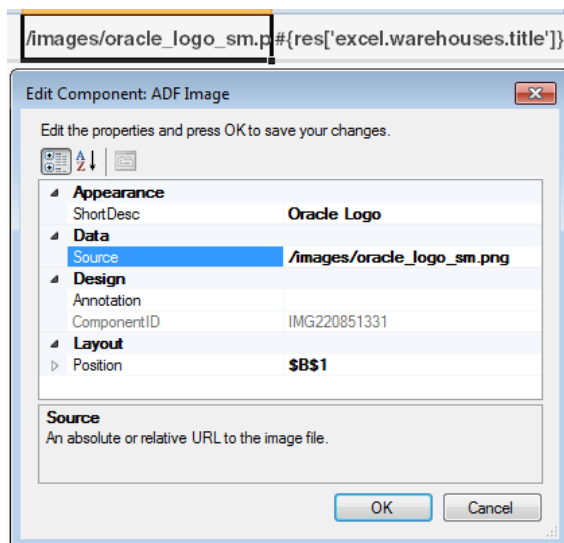 /images/oracle_logo_sm.p#{res['excel.warehouses.title']}
Edit Component: ADF Image
Edit the properties and press OK to save your changes.
Appearance
ShortDesc Oracle Logo
Data
Source /images/oracle_logo_sm.png
Design
Annotation
ComponentID IMG220851331
Layout
Position $B$1
Source
An absolute or relative URL to the image file.
OK Cancel